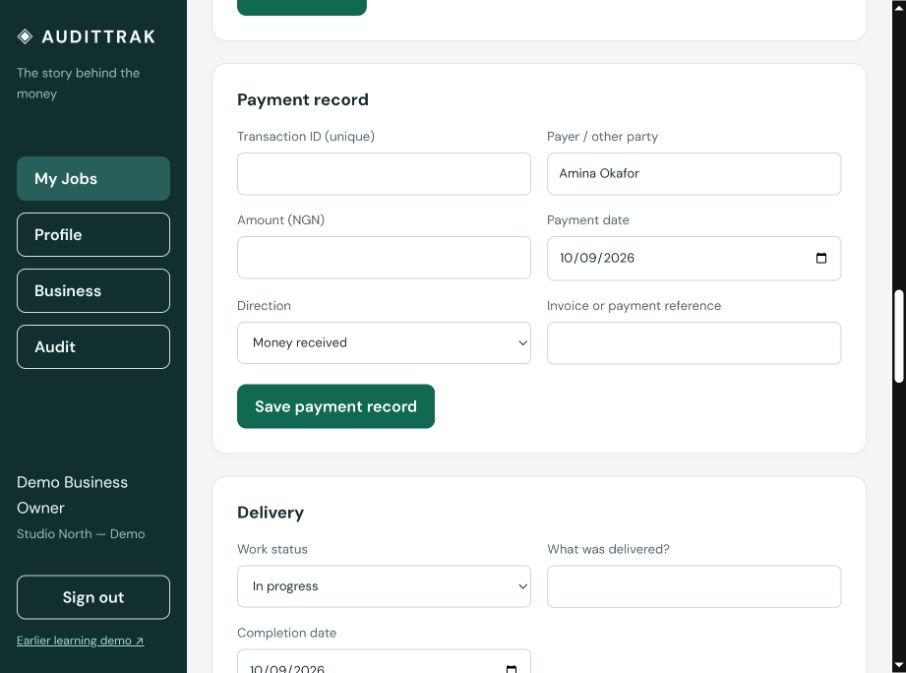 AUDITTRAK
The story behind the
money
My Jobs
Profile
Business
Audit
Demo Business
Owner
Studio North — Demo
Sign out
Earlier learning demo ↗
Payment record
Transaction ID (unique)
Payer / other party
Amina Okafor
Amount (NGN)
Payment date
10/09/2026
Direction
Invoice or payment reference
Money received
Save payment record
Delivery
Work status
What was delivered?
In progress
Completion date
10/09/2026